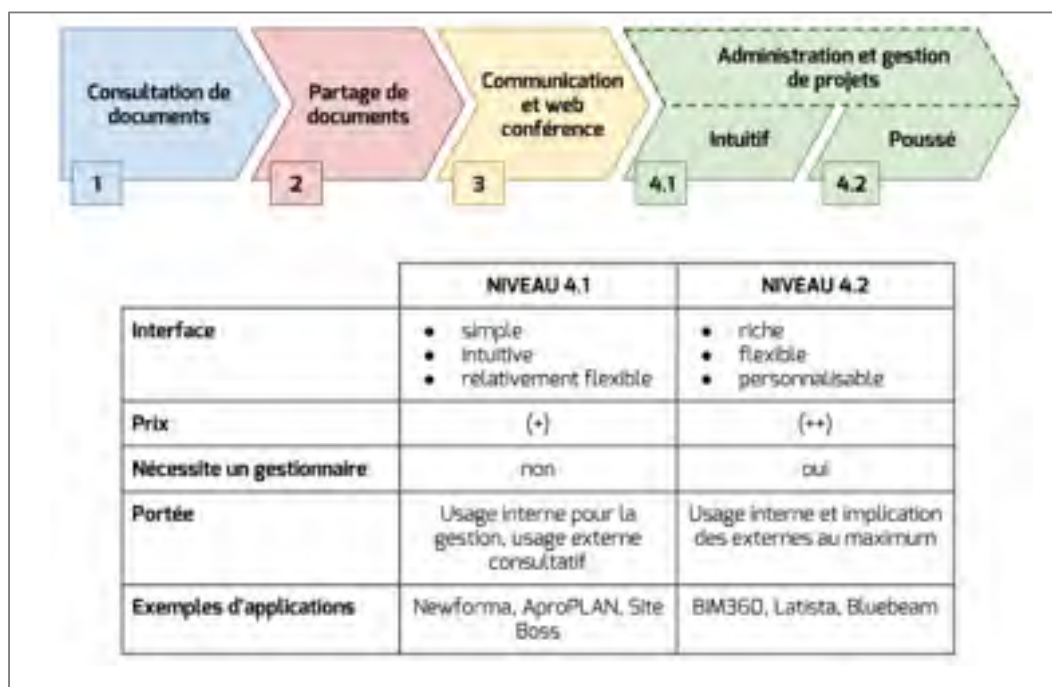 Consultation de
documents
1
Partage de
documents
2
Communication
et web
conférence
3
Administration et gestion
de projets
Intuitif
Poussé
4.1
4.2
NIVEAU 4.1
NIVEAU 4.2
Interface
• simple
• intuitive
• relativement flexible
• riche
• flexible
• personnalisable
Prix
(+)
(++)
Nécessite un gestionnaire
non
oui
Portée
Usage interne pour la
gestion, usage externe
consultatif
Usage interne et implication
des externes au maximum
Exemples d'applications
Newforma, AproPLAN, Site
Boss
BIM360, Latista, Bluebeam